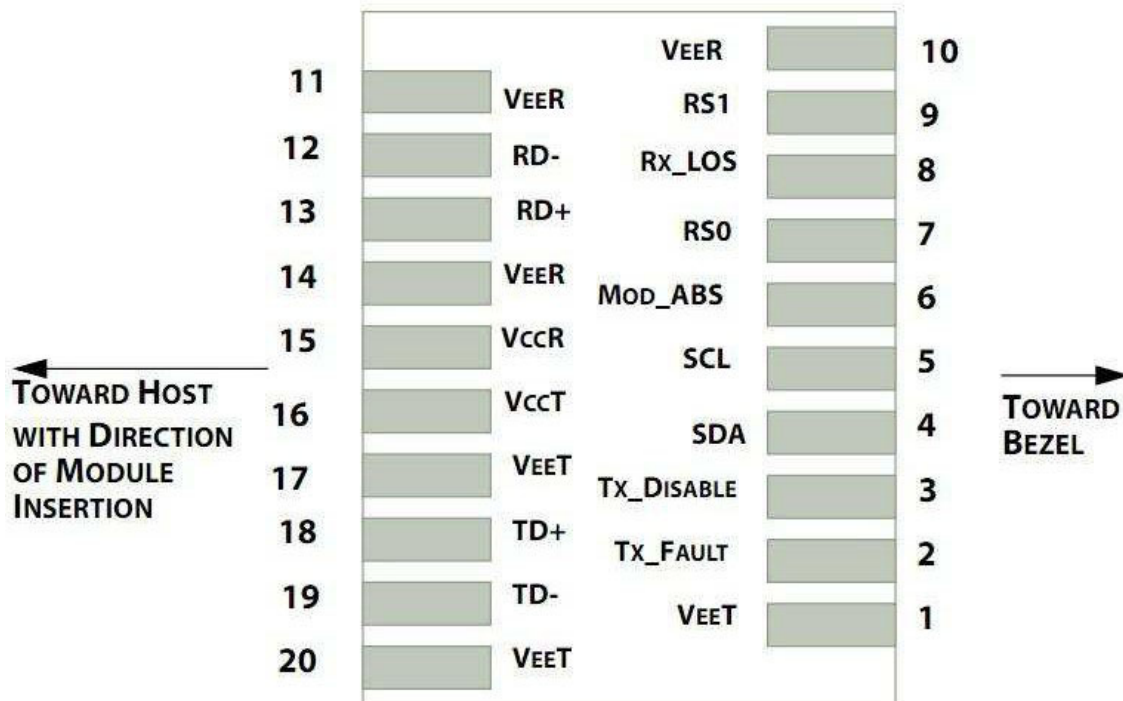 11 VEER
12 RD-
13 RD+
14 VEER
15 VCCR
16 VCCT
17 VEET
18 TD+
19 TD-
20 VEET
VEER 10
RS1 9
RX_LOS 8
RS0 7
MOD_ABS 6
SCL 5
SDA 4
TX_DISABLE 3
TX_FAULT 2
VEET 1
TOWARD HOST
WITH DIRECTION
OF MODULE
INSERTION
TOWARD
BEZEL